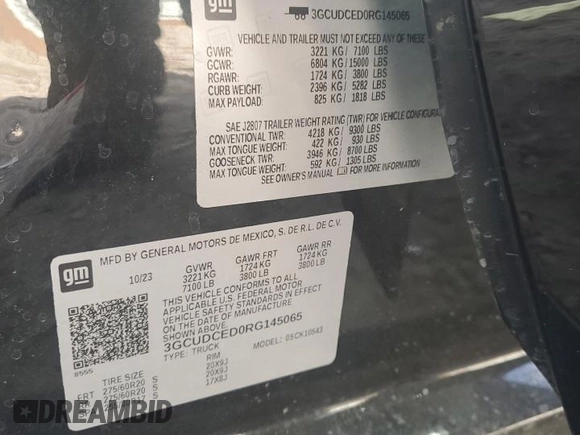 gm
3GCUDCED0RG145065
VEHICLE AND TRAILER MUST NOT EXCEED ANY OF THESE
GVWR: 3221 KG / 7100 LBS
GCWR: 6804 KG / 15000 LBS
RGAWR: 1724 KG / 3800 LBS
CURB WEIGHT: 2396 KG / 5282 LBS
MAX PAYLOAD: 825 KG / 1818 LBS
SAE J2807 TRAILER WEIGHT RATING (TWR) FOR VEHICLE
CONVENTIONAL TWR: 4218 KG / 9300 LBS
MAX TONGUE WEIGHT: 422 KG / 930 LBS
GOOSENECK TWR: 3946 KG / 8700 LBS
MAX TONGUE WEIGHT: 592 KG / 1305 LBS
SEE OWNER'S MANUAL FOR MORE INFORMATION
gm
MFD BY GENERAL MOTORS DE MEXICO, S. DE R.L. DE C.V.
10/23 GVWR GAWR FRT GAWR RR
3221 KG 1724 KG 1724 KG
7100 LB 3800 LB 3800 LB
THIS VEHICLE CONFORMS TO ALL
APPLICABLE U.S. FEDERAL MOTOR
VEHICLE SAFETY STANDARDS IN EFFECT
ON THE DATE OF MANUFACTURE
SHOWN ABOVE.
3GCUDCED0RG145065
TYPE: TRUCK MODEL: 05CK10543
8555
TIRE SIZE RIM
FRT 275/60R20 S 20X9J
275/60R20 S 20X9J
17X8J
DREAMBID